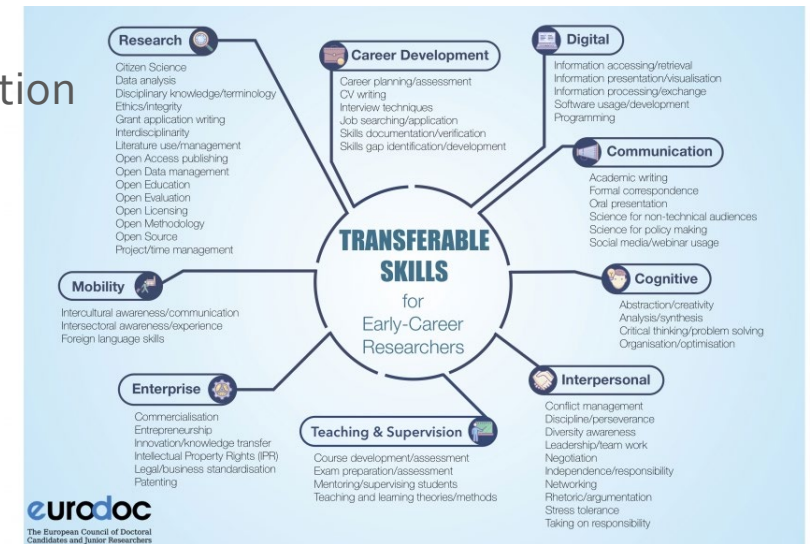 tion
Research
Citizen Science
Data analysis
Disciplinary knowledge/terminology
Ethics/integrity
Grant application writing
Interdisciplinarity
Literature use/management
Open Access publishing
Open Data management
Open Education
Open Evaluation
Open Licensing
Open Methodology
Open Source
Project/time management
Career Development
Career planning/assessment
CV writing
Interview techniques
Job searching/application
Skills documentation/verification
Skills gap identification/development
Digital
Information accessing/retrieval
Information presentation/visualisation
Information processing/exchange
Software usage/development
Programming
Communication
Academic writing
Formal correspondence
Oral presentation
Science for non-technical audiences
Science for policy making
Social media/webinar usage
TRANSFERABLE
SKILLS
for
Early-Career
Researchers
Mobility
Intercultural awareness/communication
Intersectoral awareness/experience
Foreign language skills
Cognitive
Abstraction/creativity
Analysis/synthesis
Critical thinking/problem solving
Organisation/optimisation
Enterprise
Commercialisation
Entrepreneurship
Innovation/knowledge transfer
Intellectual Property Rights (IPR)
Legal/business standardisation
Patenting
Teaching & Supervision
Course development/assessment
Exam preparation/assessment
Mentoring/supervising students
Teaching and learning theories/methods
Interpersonal
Conflict management
Discipline/perseverance
Diversity awareness
Leadership/team work
Negotiation
Independence/responsibility
Networking
Rhetoric/argumentation
Stress tolerance
Taking on responsibility
eurodoc
The European Council of Doctoral
Candidates and Junior Researchers